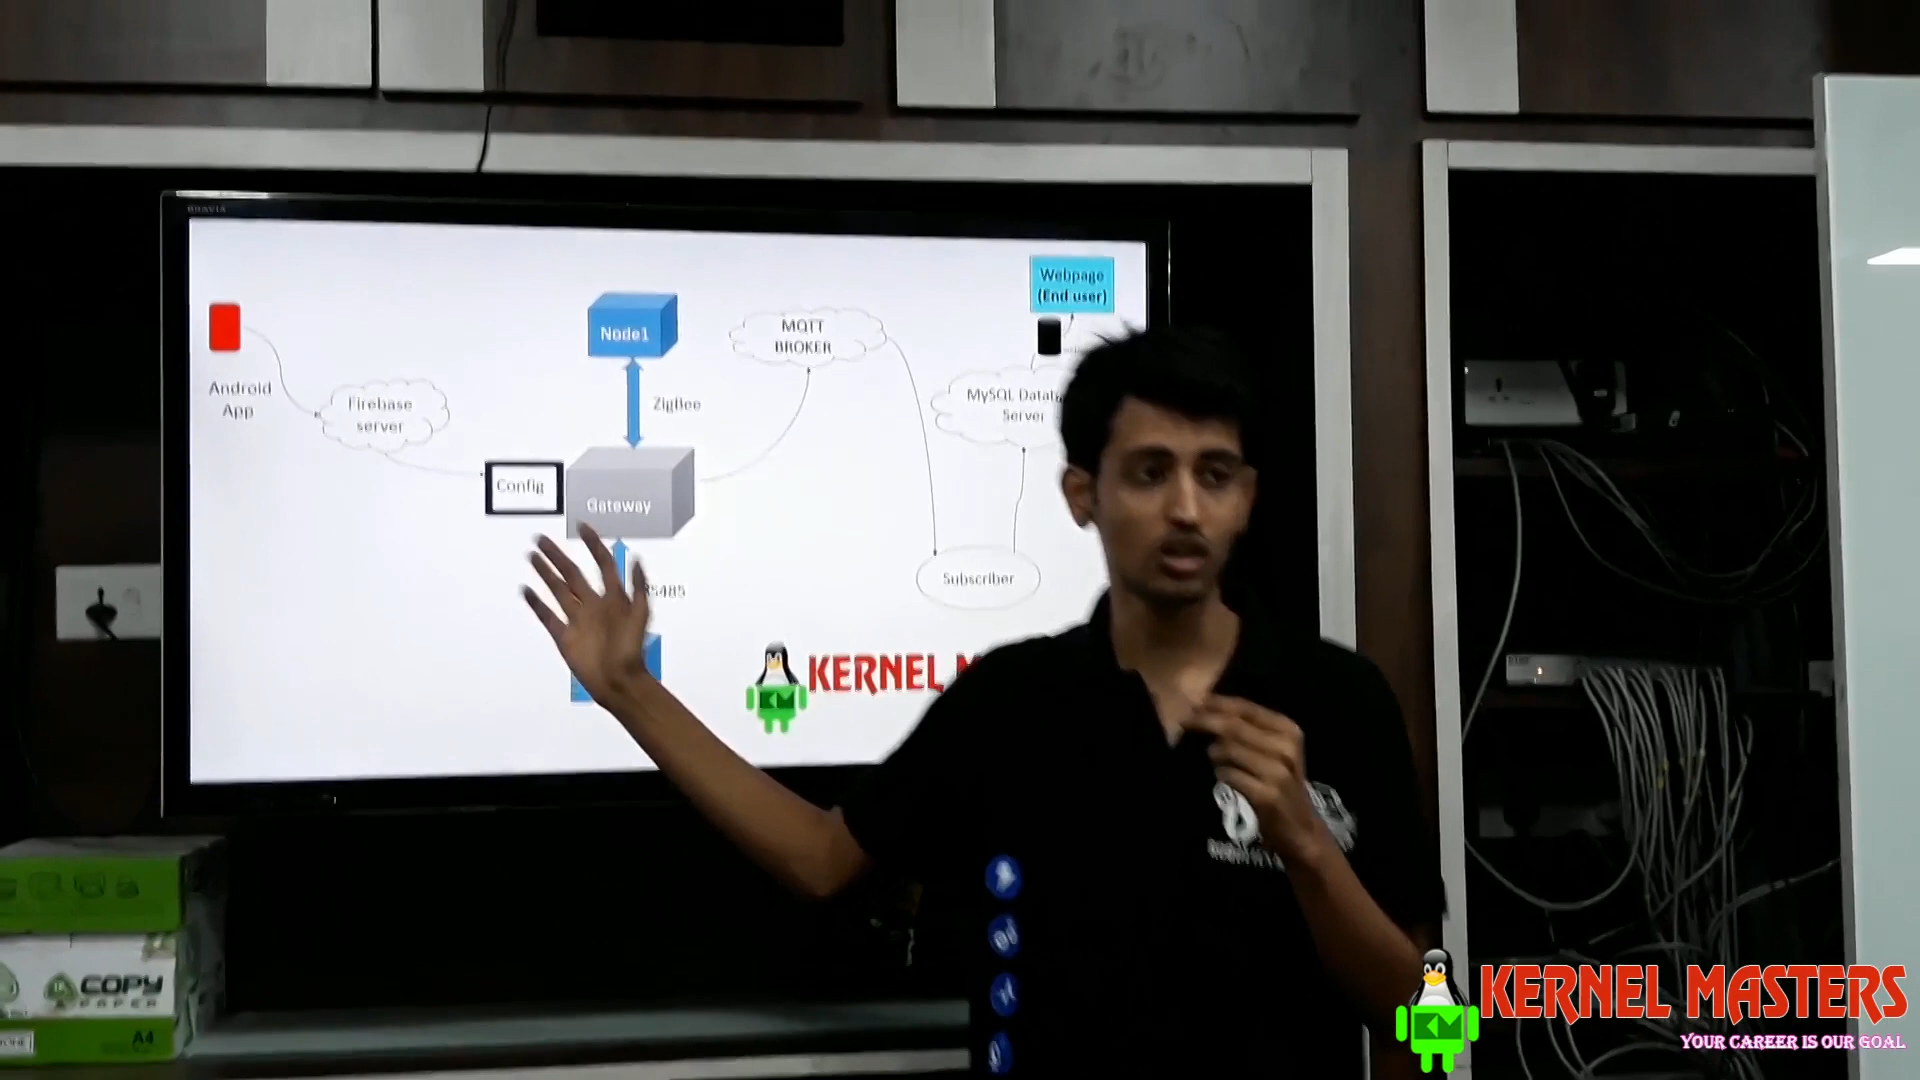 Webpage
(End user)
Node1
MQTT
BROKER
Android
App
Firebase
server
ZigBee
MySQL
Server
Config
Gateway
Subscriber
RS485
KERNEL
COPY
PAPER
A4
KERNEL MASTERS
YOUR CAREER IS OUR GOAL